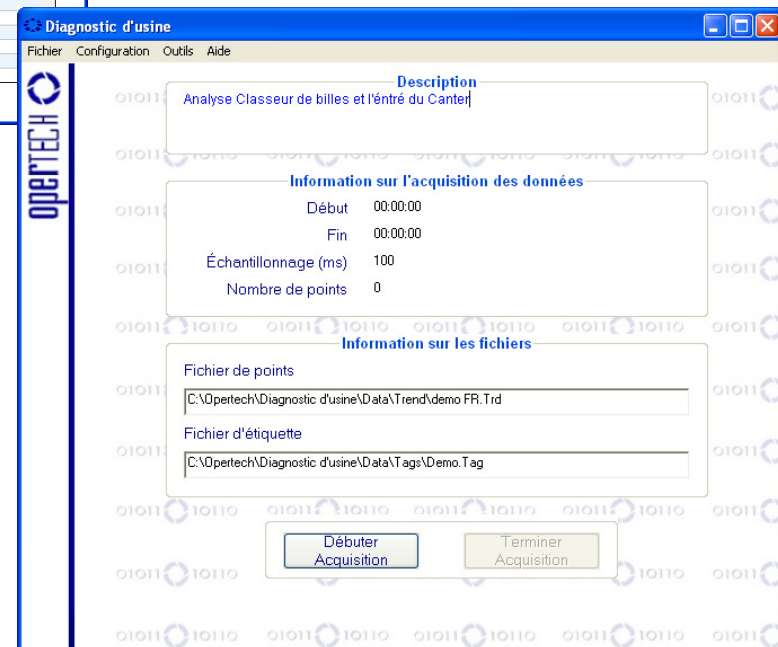 Diagnostic d'usine
Fichier Configuration Outils Aide
opertech
Description
Analyse Classeur de billes et l'éntré du Canter
Information sur l'acquisition des données
Début 00:00:00
Fin 00:00:00
Échantillonnage (ms) 100
Nombre de points 0
Information sur les fichiers
Fichier de points
C:\Opertech\Diagnostic d'usine\Data\Trend\demo FR.Trd
Fichier d'étiquette
C:\Opertech\Diagnostic d'usine\Data\Tags\Demo.Tag
Débuter
Acquisition
Terminer
Acquisition